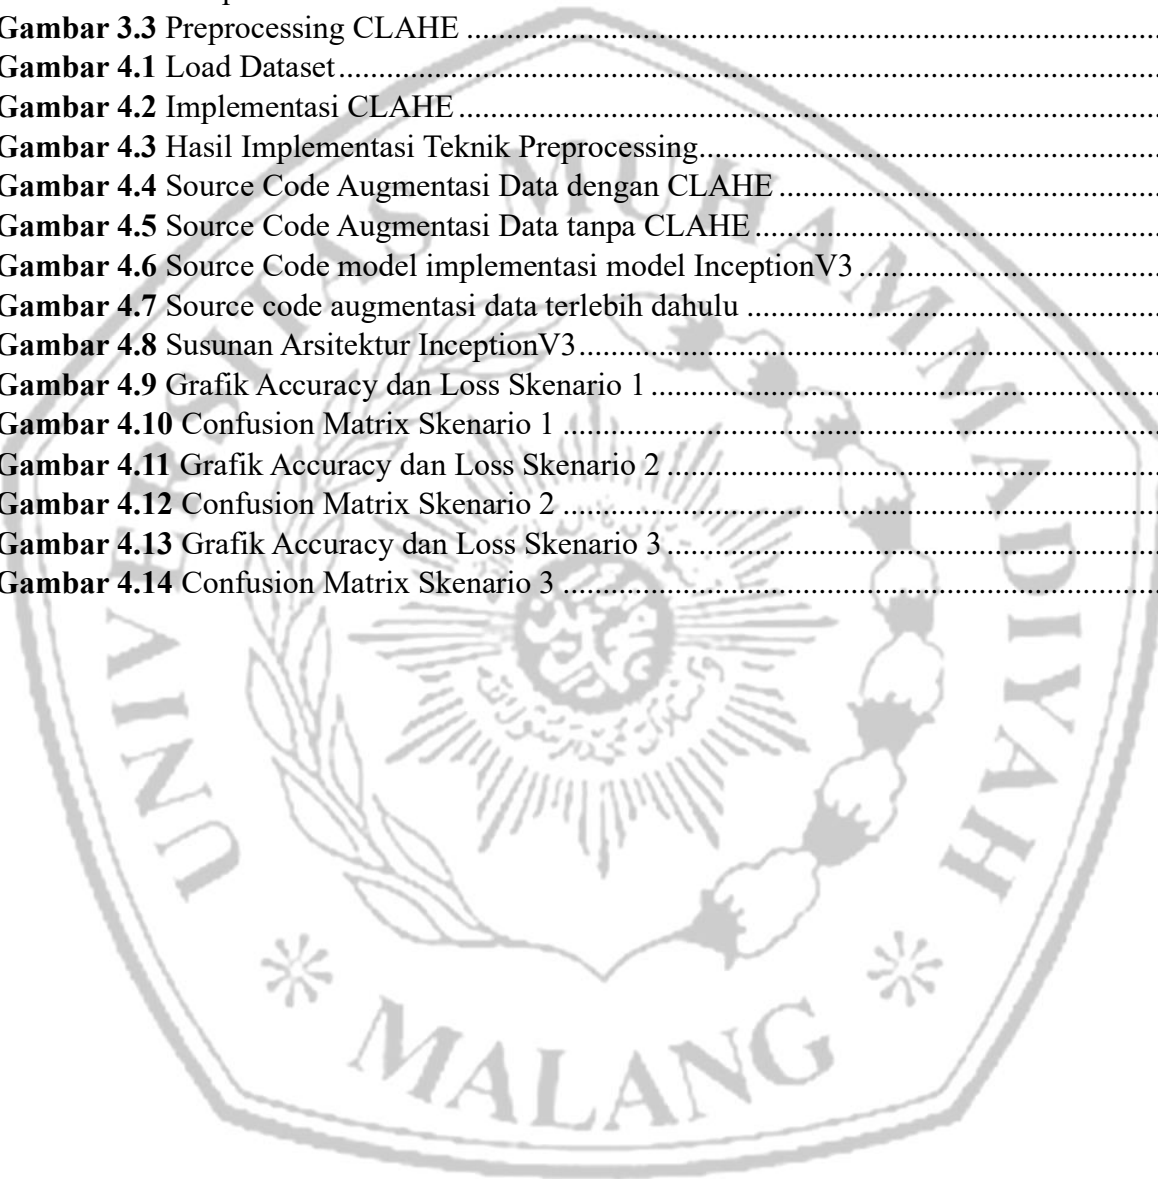 Gambar 3.3 Preprocessing CLAHE ........................................................................................
Gambar 4.1 Load Dataset........................................................................................................
Gambar 4.2 Implementasi CLAHE .........................................................................................
Gambar 4.3 Hasil Implementasi Teknik Preprocessing..........................................................
Gambar 4.4 Source Code Augmentasi Data dengan CLAHE ................................................
Gambar 4.5 Source Code Augmentasi Data tanpa CLAHE ...................................................
Gambar 4.6 Source Code model implementasi model InceptionV3 ......................................
Gambar 4.7 Source code augmentasi data terlebih dahulu ....................................................
Gambar 4.8 Susunan Arsitektur InceptionV3.........................................................................
Gambar 4.9 Grafik Accuracy dan Loss Skenario 1 ................................................................
Gambar 4.10 Confusion Matrix Skenario 1 ...........................................................................
Gambar 4.11 Grafik Accuracy dan Loss Skenario 2 ..............................................................
Gambar 4.12 Confusion Matrix Skenario 2 ...........................................................................
Gambar 4.13 Grafik Accuracy dan Loss Skenario 3 ..............................................................
Gambar 4.14 Confusion Matrix Skenario 3 ...........................................................................
UNIVERSITAS MUHAMMADIYAH
MALANG